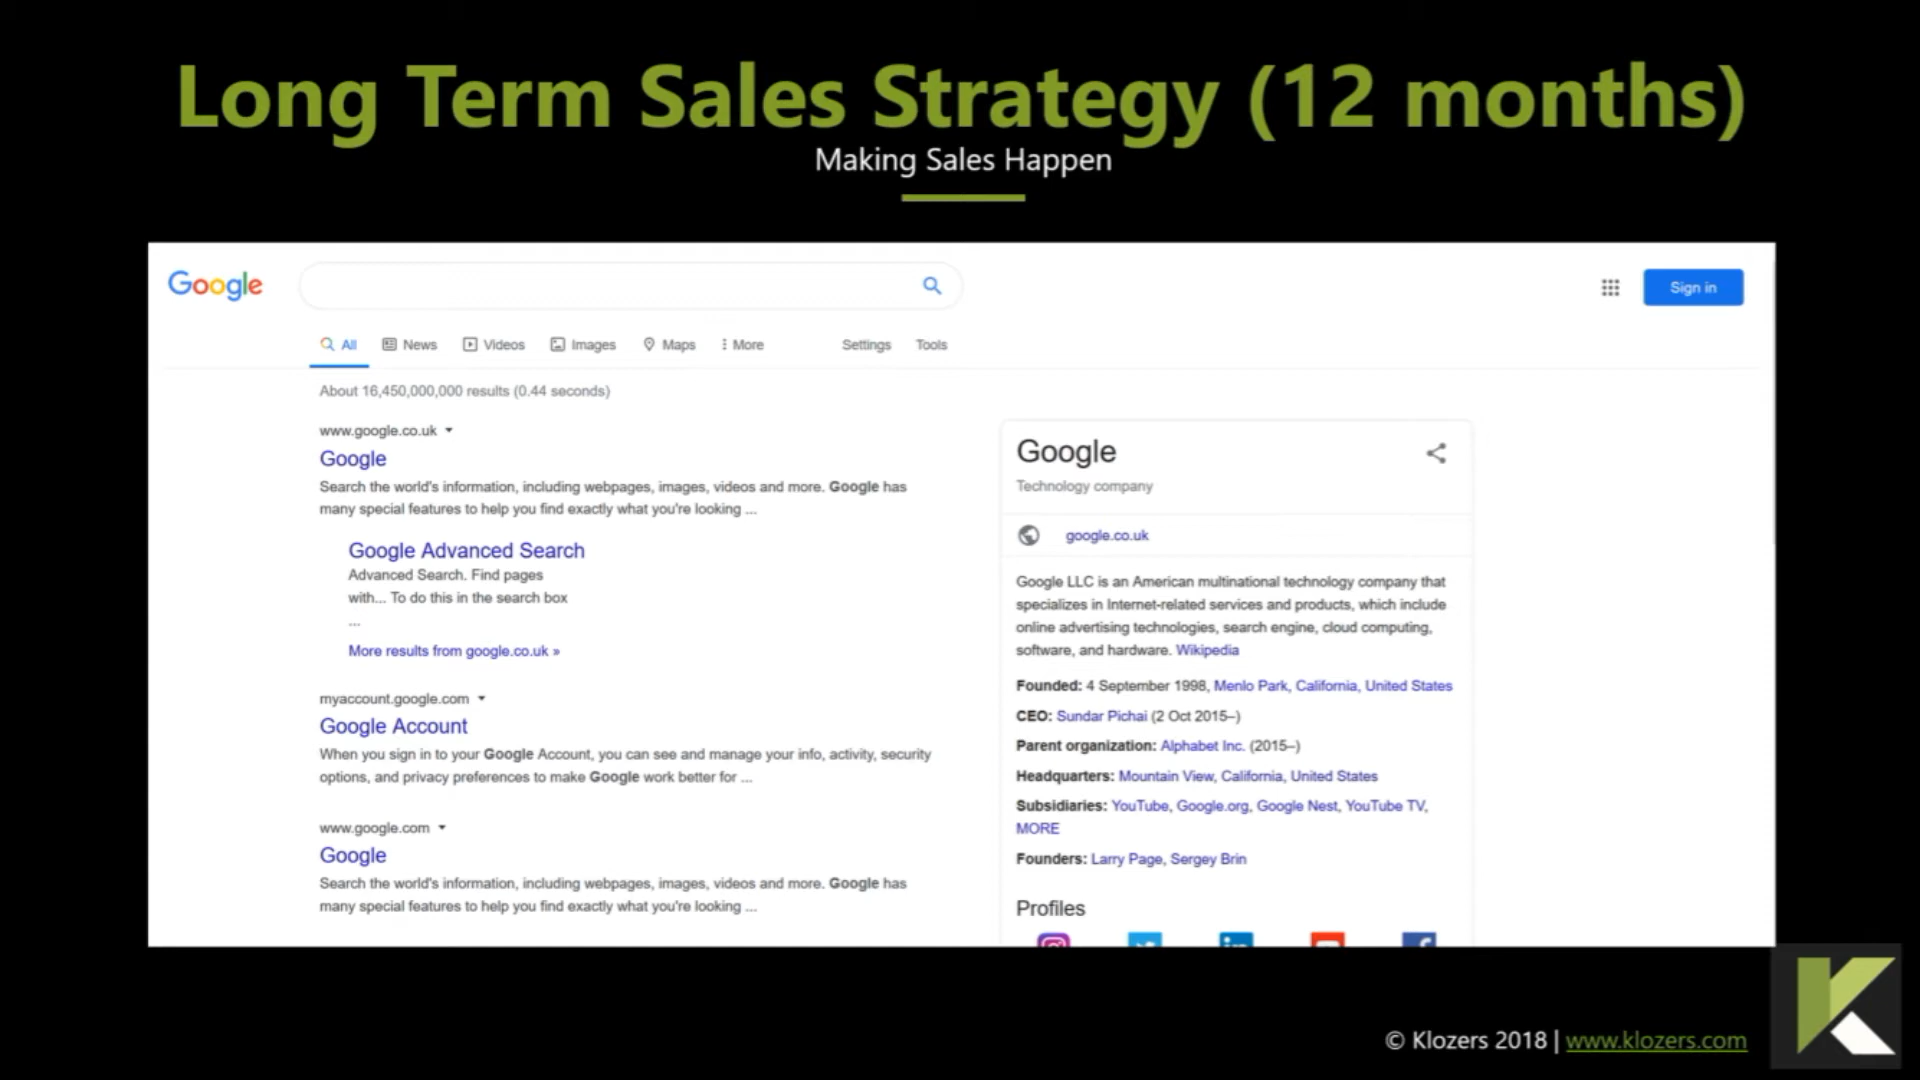 Long Term Sales Strategy (12 months)
Making Sales Happen
Google
Sign in
All News Videos Images Maps More Settings Tools
About 16,450,000,000 results (0.44 seconds)
www.google.co.uk
Google
Search the world's information, including webpages, images, videos and more. Google has
many special features to help you find exactly what you're looking ...
Google Advanced Search
Advanced Search. Find pages
with... To do this in the search box
...
More results from google.co.uk »
myaccount.google.com
Google Account
When you sign in to your Google Account, you can see and manage your info, activity, security
options, and privacy preferences to make Google work better for ...
www.google.com
Google
Search the world's information, including webpages, images, videos and more. Google has
many special features to help you find exactly what you're looking ...
Google
Technology company
google.co.uk
Google LLC is an American multinational technology company that
specializes in Internet-related services and products, which include
online advertising technologies, search engine, cloud computing,
software, and hardware. Wikipedia
Founded: 4 September 1998, Menlo Park, California, United States
CEO: Sundar Pichai (2 Oct 2015–)
Parent organization: Alphabet Inc. (2015–)
Headquarters: Mountain View, California, United States
Subsidiaries: YouTube, Google.org, Google Nest, YouTube TV,
MORE
Founders: Larry Page, Sergey Brin
Profiles
in
f
© Klozers 2018 | www.klozers.com
K